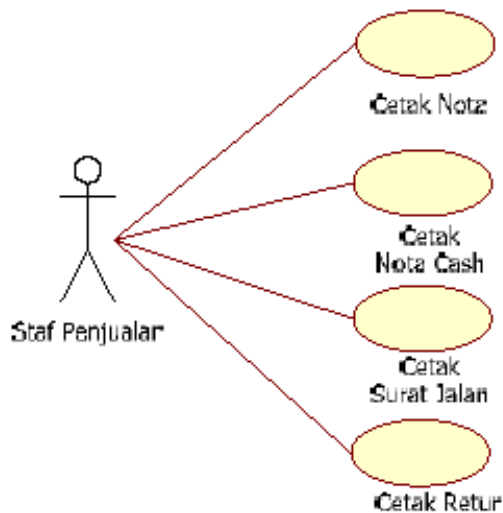 Cetak Nota
Cetak
Nota Cash
Staf Penjualan
Cetak
Surat Jalan
Cetak Retur